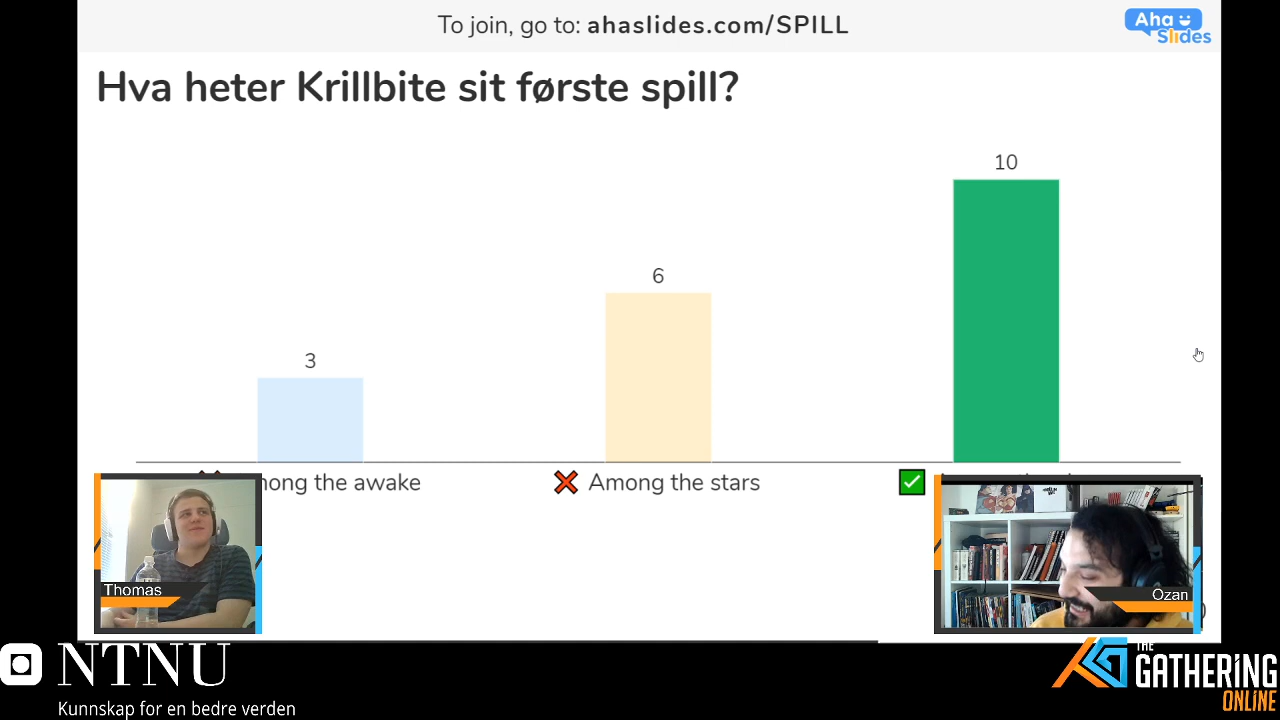 To join, go to: ahaslides.com/SPILL
Aha
Slides
Hva heter Krillbite sit første spill?
10
6
3
the awake
Among the stars
Thomas
Ozan
NTNU
Kunnskap for en bedre verden
THE
GATHERING
ONLINE